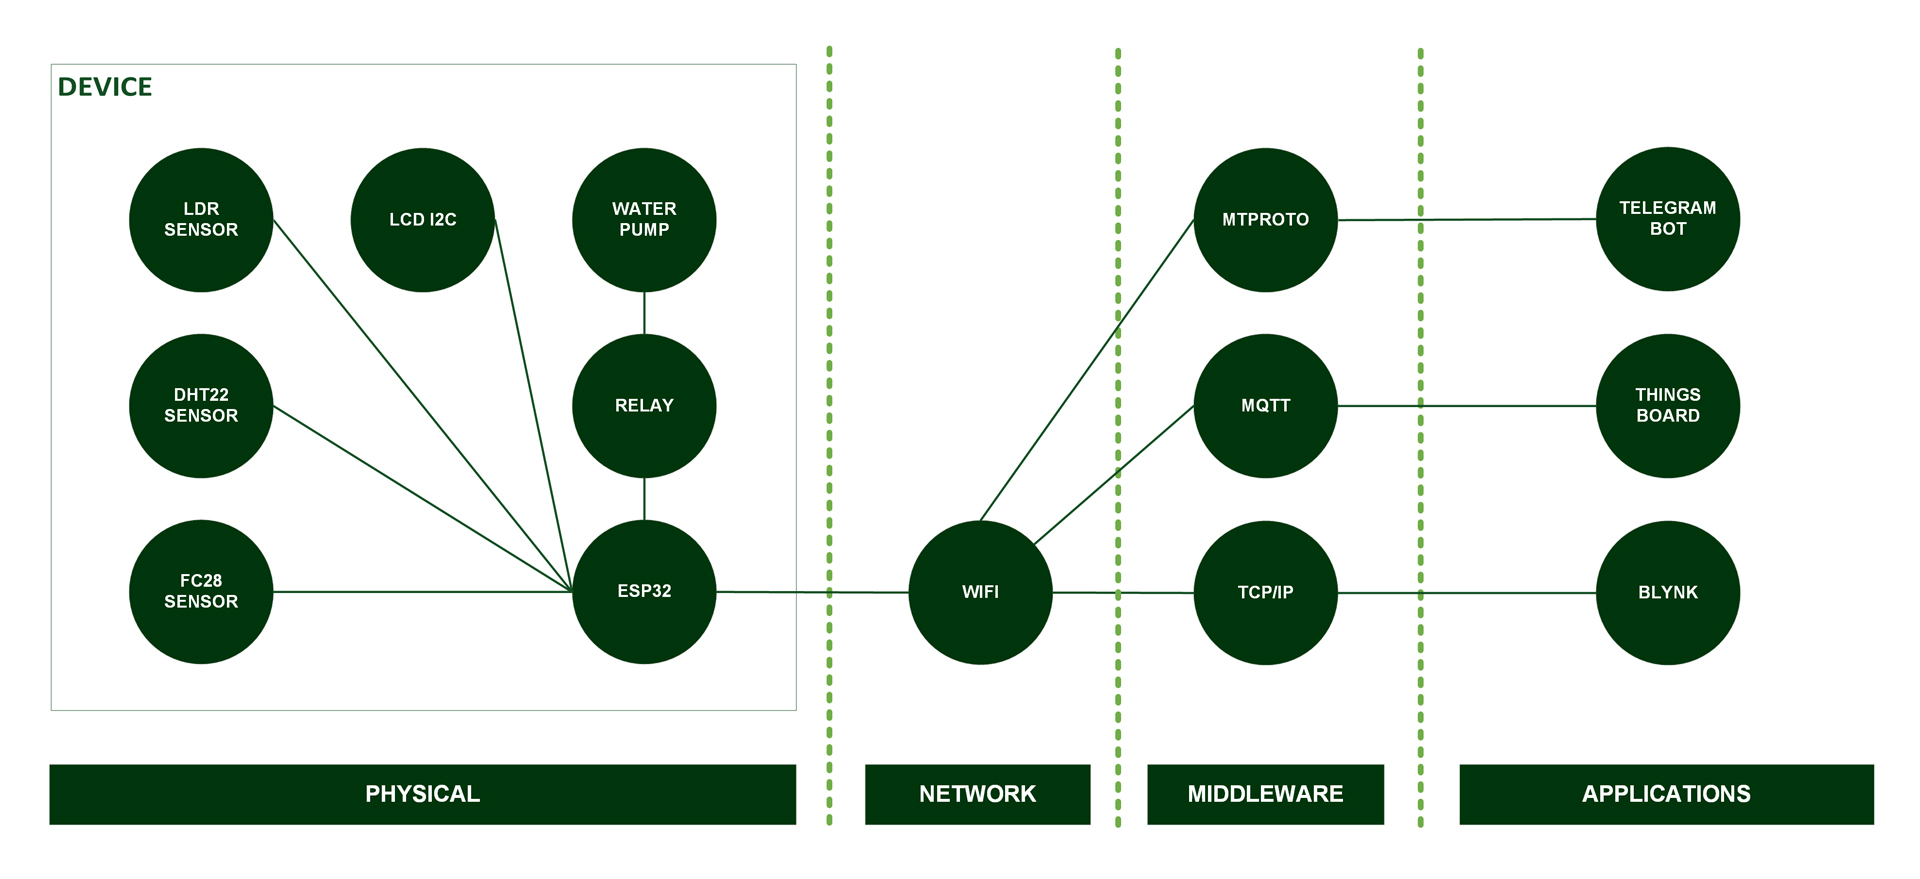 DEVICE
LDR
SENSOR
LCD I2C
WATER
PUMP
MTPROTO
TELEGRAM
BOT
DHT22
SENSOR
RELAY
MQTT
THINGS
BOARD
FC28
SENSOR
ESP32
WIFI
TCP/IP
BLYNK
PHYSICAL
NETWORK
MIDDLEWARE
APPLICATIONS